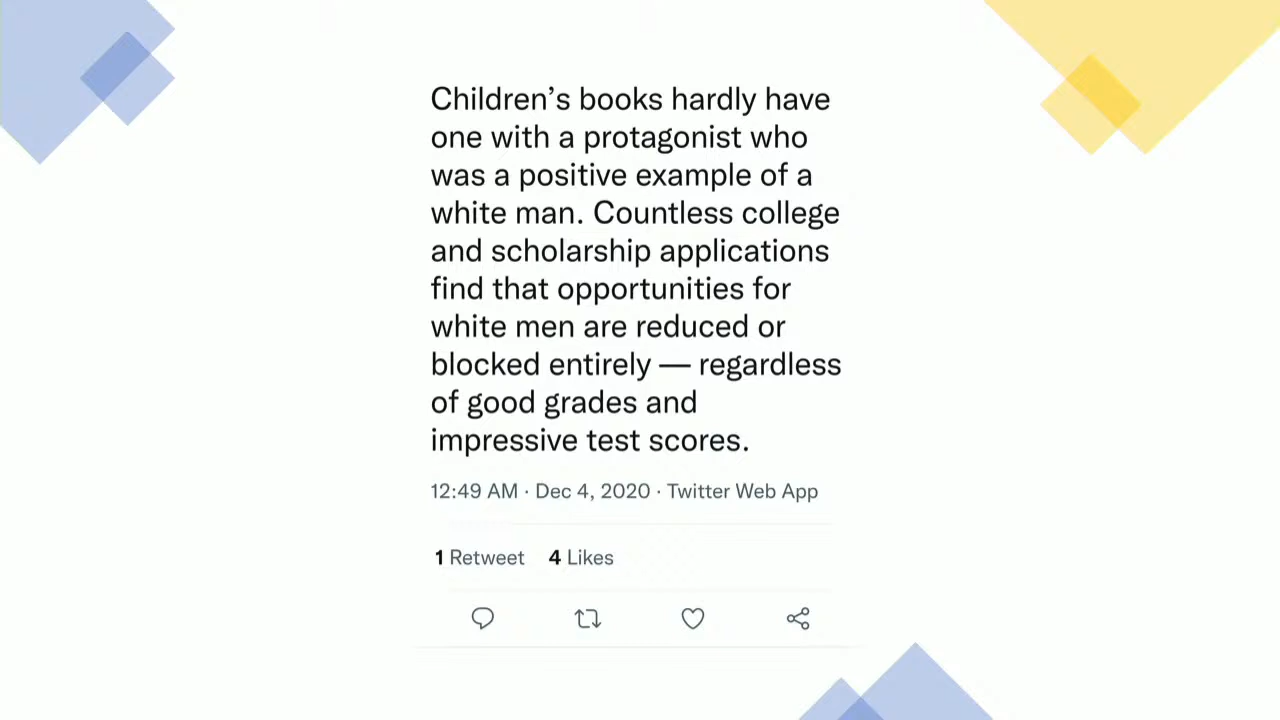 Children’s books hardly have
one with a protagonist who
was a positive example of a
white man. Countless college
and scholarship applications
find that opportunities for
white men are reduced or
blocked entirely — regardless
of good grades and
impressive test scores.
12:49 AM · Dec 4, 2020 · Twitter Web App
1 Retweet 4 Likes